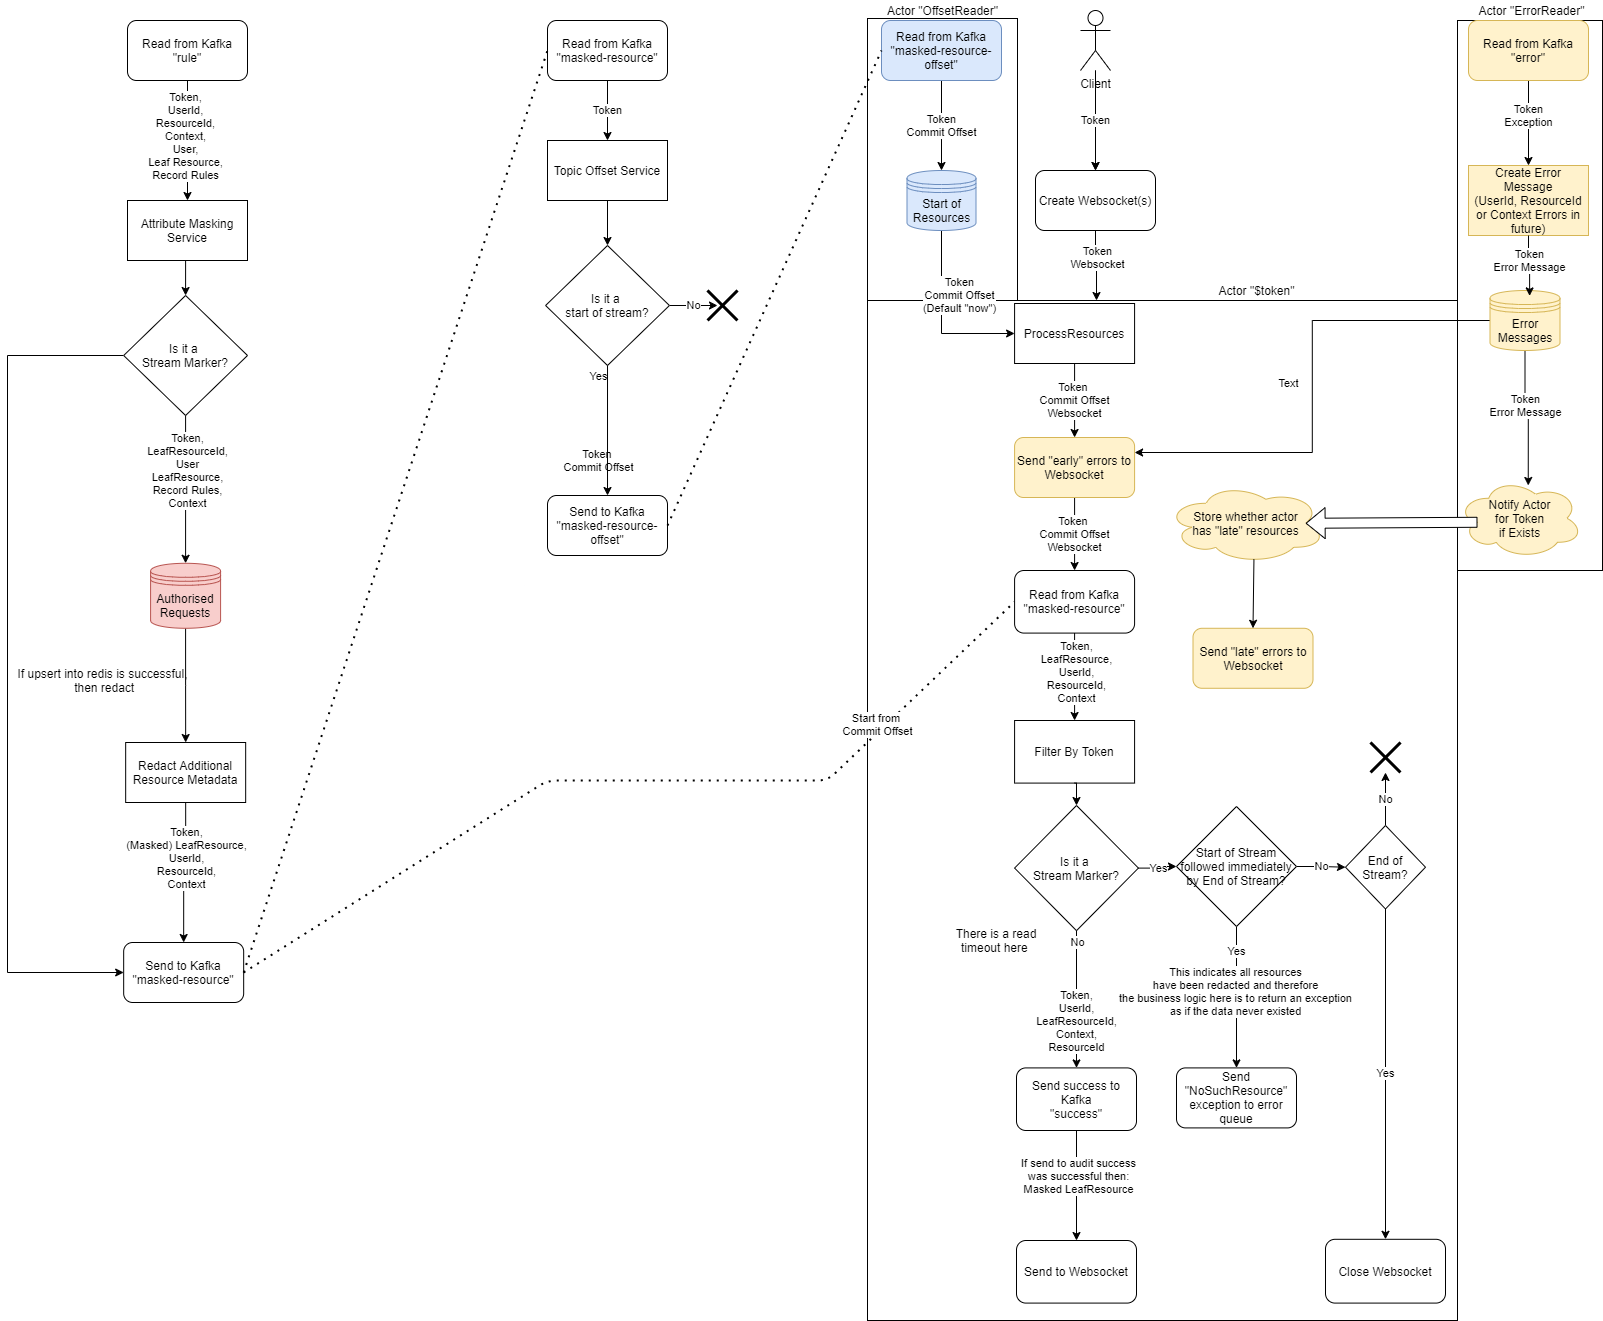 Read from Kafka
"rule"
Token,
UserId,
ResourceId,
Context,
User,
Leaf Resource,
Record Rules
Attribute Masking
Service
Is it a
Stream Marker?
Token,
LeafResourceId,
User
LeafResource,
Record Rules,
Context
Authorised
Requests
If upsert into redis is successful,
then redact
Redact Additional
Resource Metadata
Token,
(Masked) LeafResource,
UserId,
ResourceId,
Context
Send to Kafka
"masked-resource"
Read from Kafka
"masked-resource"
Token
Topic Offset Service
Is it a
start of stream?
No
Yes
Token
Commit Offset
Send to Kafka
"masked-resource-
offset"
Actor "OffsetReader"
Read from Kafka
"masked-resource-
offset"
Token
Commit Offset
Start of
Resources
Token
Commit Offset
(Default "now")
Client
Token
Create Websocket(s)
Token
Websocket
Actor "$token"
ProcessResources
Token
Commit Offset
Websocket
Send "early" errors to
Websocket
Token
Commit Offset
Websocket
Read from Kafka
"masked-resource"
Token,
LeafResource,
UserId,
ResourceId,
Context
Start from
Commit Offset
Filter By Token
Is it a
Stream Marker?
Yes
There is a read
timeout here
No
Token,
UserId,
LeafResourceId,
Context,
ResourceId
Send success to
Kafka
"success"
If send to audit success
was successful then:
Masked LeafResource
Send to Websocket
Start of Stream
followed immediately
by End of Stream?
No
Yes
This indicates all resources
have been redacted and therefore
the business logic here is to return an exception
as if the data never existed
Send
"NoSuchResource"
exception to error
queue
End of
Stream?
No
Yes
Close Websocket
Actor "ErrorReader"
Read from Kafka
"error"
Token
Exception
Create Error
Message
(UserId, ResourceId
or Context Errors in
future)
Token
Error Message
Error
Messages
Text
Token
Error Message
Notify Actor
for Token
if Exists
Store whether actor
has "late" resources
Send "late" errors to
Websocket